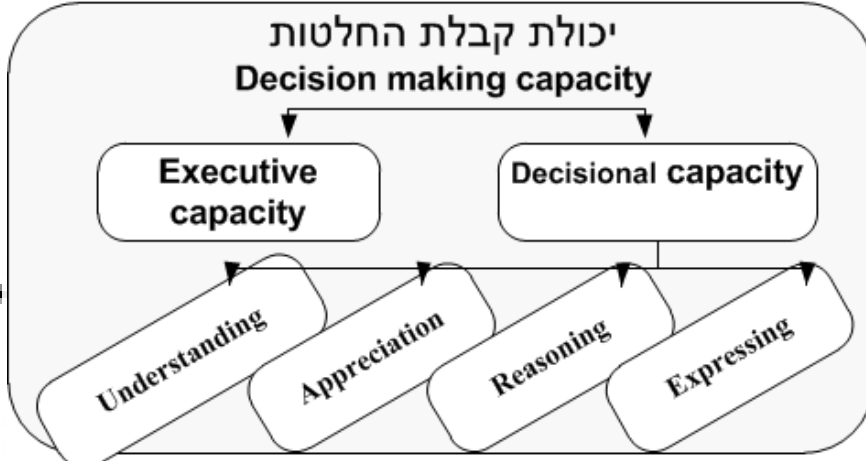 יכולת קבלת החלטות
Decision making capacity
Executive
capacity
Decisional capacity
Understanding
Appreciation
Reasoning
Expressing